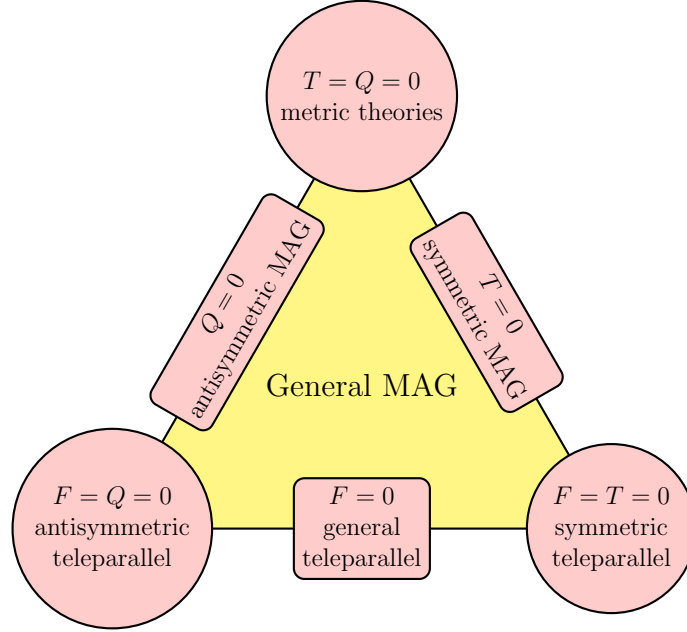 T = Q = 0
metric theories
Q = 0
antisymmetric MAG
T = 0
symmetric MAG
General MAG
F = Q = 0
antisymmetric
teleparallel
F = 0
general
teleparallel
F = T = 0
symmetric
teleparallel